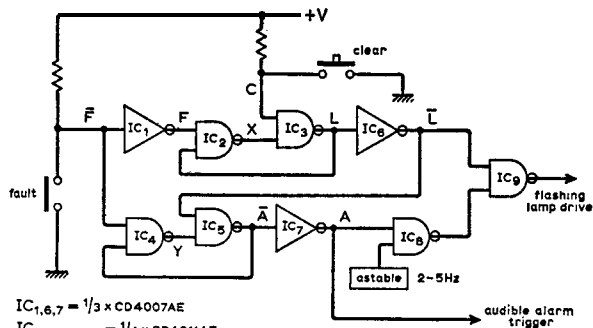 +V
clear
C
F̅
IC₁
F
IC₂
X
IC₃
L
IC₆
L̅
IC₉
flashing
lamp drive
fault
IC₄
Y
IC₅
A̅
IC₇
A
IC₈
astable
2-5Hz
IC₁,₆,₇ = 1/3 x CD4007AE
audible alarm
trigger